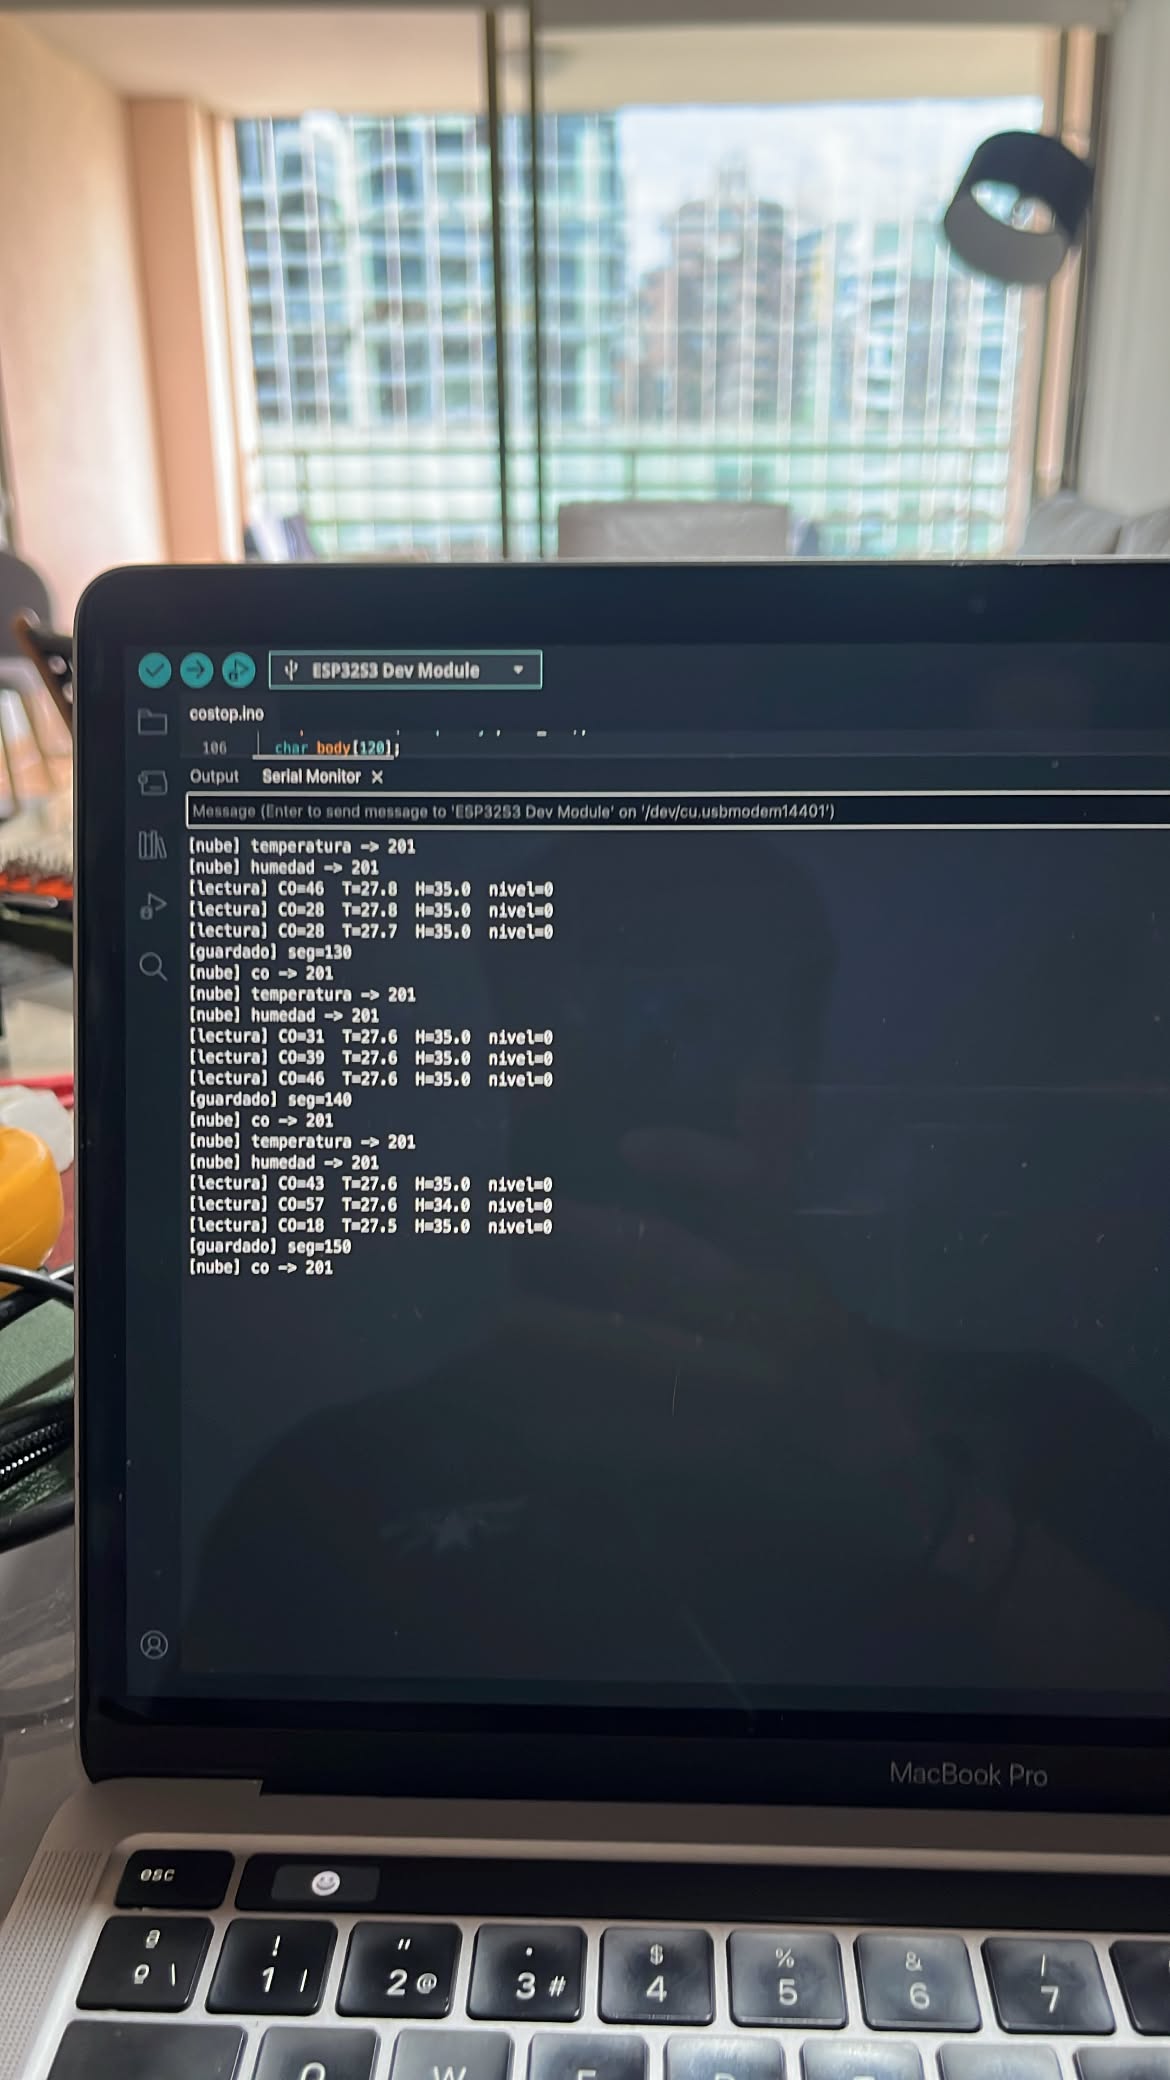 ESP32S3 Dev Module
costop.ino
106 char body[120];
Output Serial Monitor X
Message (Enter to send message to 'ESP32S3 Dev Module' on '/dev/cu.usbmodem14401')
[nube] temperatura -> 201
[nube] humedad -> 201
[lectura] CO=46 T=27.8 H=35.0 nivel=0
[lectura] CO=28 T=27.8 H=35.0 nivel=0
[lectura] CO=28 T=27.7 H=35.0 nivel=0
[guardado] seg=130
[nube] co -> 201
[nube] temperatura -> 201
[nube] humedad -> 201
[lectura] CO=31 T=27.6 H=35.0 nivel=0
[lectura] CO=39 T=27.6 H=35.0 nivel=0
[lectura] CO=46 T=27.6 H=35.0 nivel=0
[guardado] seg=140
[nube] co -> 201
[nube] temperatura -> 201
[nube] humedad -> 201
[lectura] CO=43 T=27.6 H=35.0 nivel=0
[lectura] CO=57 T=27.6 H=34.0 nivel=0
[lectura] CO=18 T=27.5 H=35.0 nivel=0
[guardado] seg=150
[nube] co -> 201
MacBook Pro
esc
ª ! " · $ % & /
º \ 1 | 2 @ 3 # 4 5 6 7
Q W